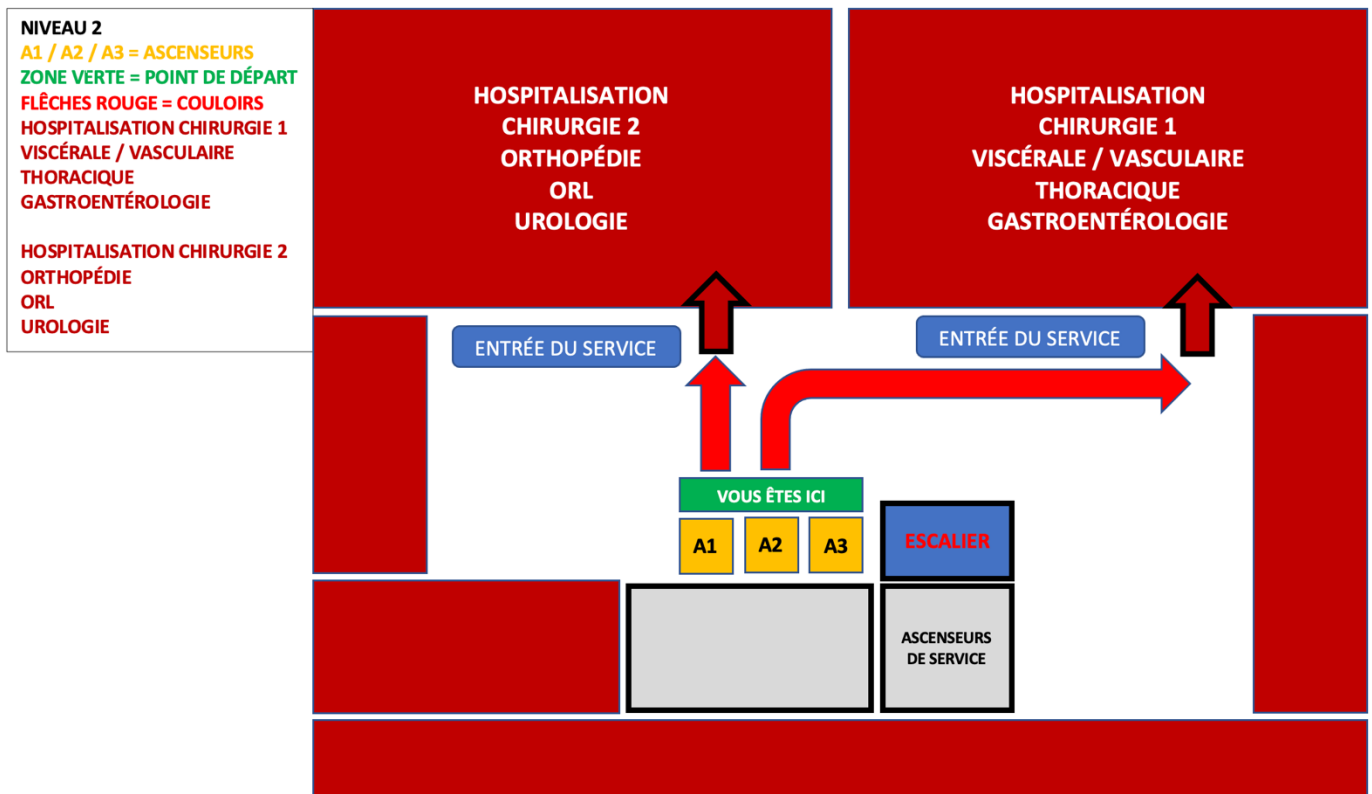 NIVEAU 2
A1 / A2 / A3 = ASCENSEURS
ZONE VERTE = POINT DE DÉPART
FLÊCHES ROUGE = COULOIRS
HOSPITALISATION CHIRURGIE 1
VISCÉRALE / VASCULAIRE
THORACIQUE
GASTROENTÉROLOGIE
HOSPITALISATION CHIRURGIE 2
ORTHOPÉDIE
ORL
UROLOGIE
HOSPITALISATION
CHIRURGIE 2
ORTHOPÉDIE
ORL
UROLOGIE
HOSPITALISATION
CHIRURGIE 1
VISCÉRALE / VASCULAIRE
THORACIQUE
GASTROENTÉROLOGIE
ENTRÉE DU SERVICE
ENTRÉE DU SERVICE
VOUS ÊTES ICI
A1
A2
A3
ESCALIER
ASCENSEURS
DE SERVICE